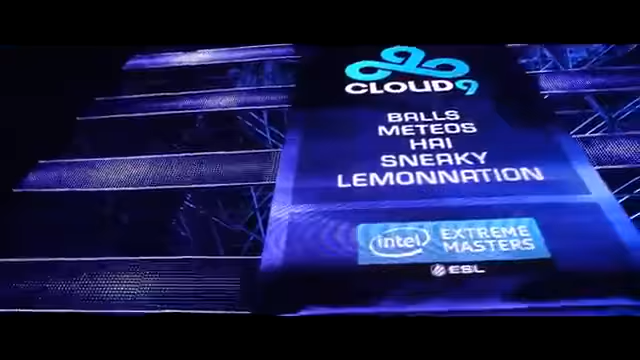 CLOUD9
BALLS
METEOS
HAI
SNEAKY
LEMONNATION
intel
EXTREME
MASTERS
ESL